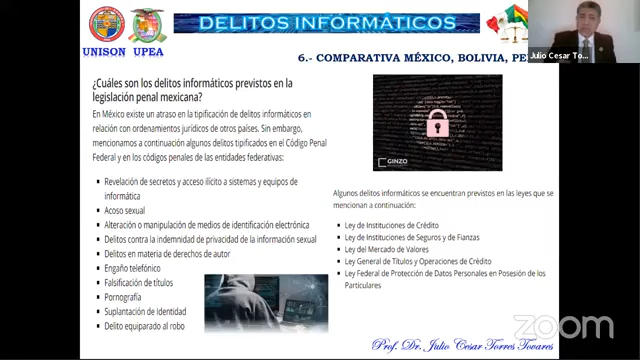 DELITOS INFORMÁTICOS
UNISON UPEA
6.- COMPARATIVA MÉXICO, BOLIVIA, PE
Julio Cesar To...
¿Cuáles son los delitos informáticos previstos en la
legislación penal mexicana?
En México existe un atraso en la tipificación de delitos informáticos en
relación con ordenamientos jurídicos de otros países. Sin embargo,
mencionamos a continuación algunos delitos tipificados en el Código Penal
Federal y en los códigos penales de las entidades federativas:
▪ Revelación de secretos y acceso ilícito a sistemas y equipos de
informática
▪ Acoso sexual
▪ Alteración o manipulación de medios de identificación electrónica
▪ Delitos contra la indemnidad de privacidad de la información sexual
▪ Delitos en materia de derechos de autor
▪ Engaño telefónico
▪ Falsificación de títulos
▪ Pornografía
▪ Suplantación de Identidad
▪ Delito equiparado al robo
GINZO
Algunos delitos informáticos se encuentran previstos en las leyes que se
mencionan a continuación:
▪ Ley de Instituciones de Crédito
▪ Ley de Instituciones de Seguros y de Fianzas
▪ Ley del Mercado de Valores
▪ Ley General de Títulos y Operaciones de Crédito
▪ Ley Federal de Protección de Datos Personales en Posesión de los
Particulares
zoom
Prof. Dr. Julio Cesar Torres Tovares